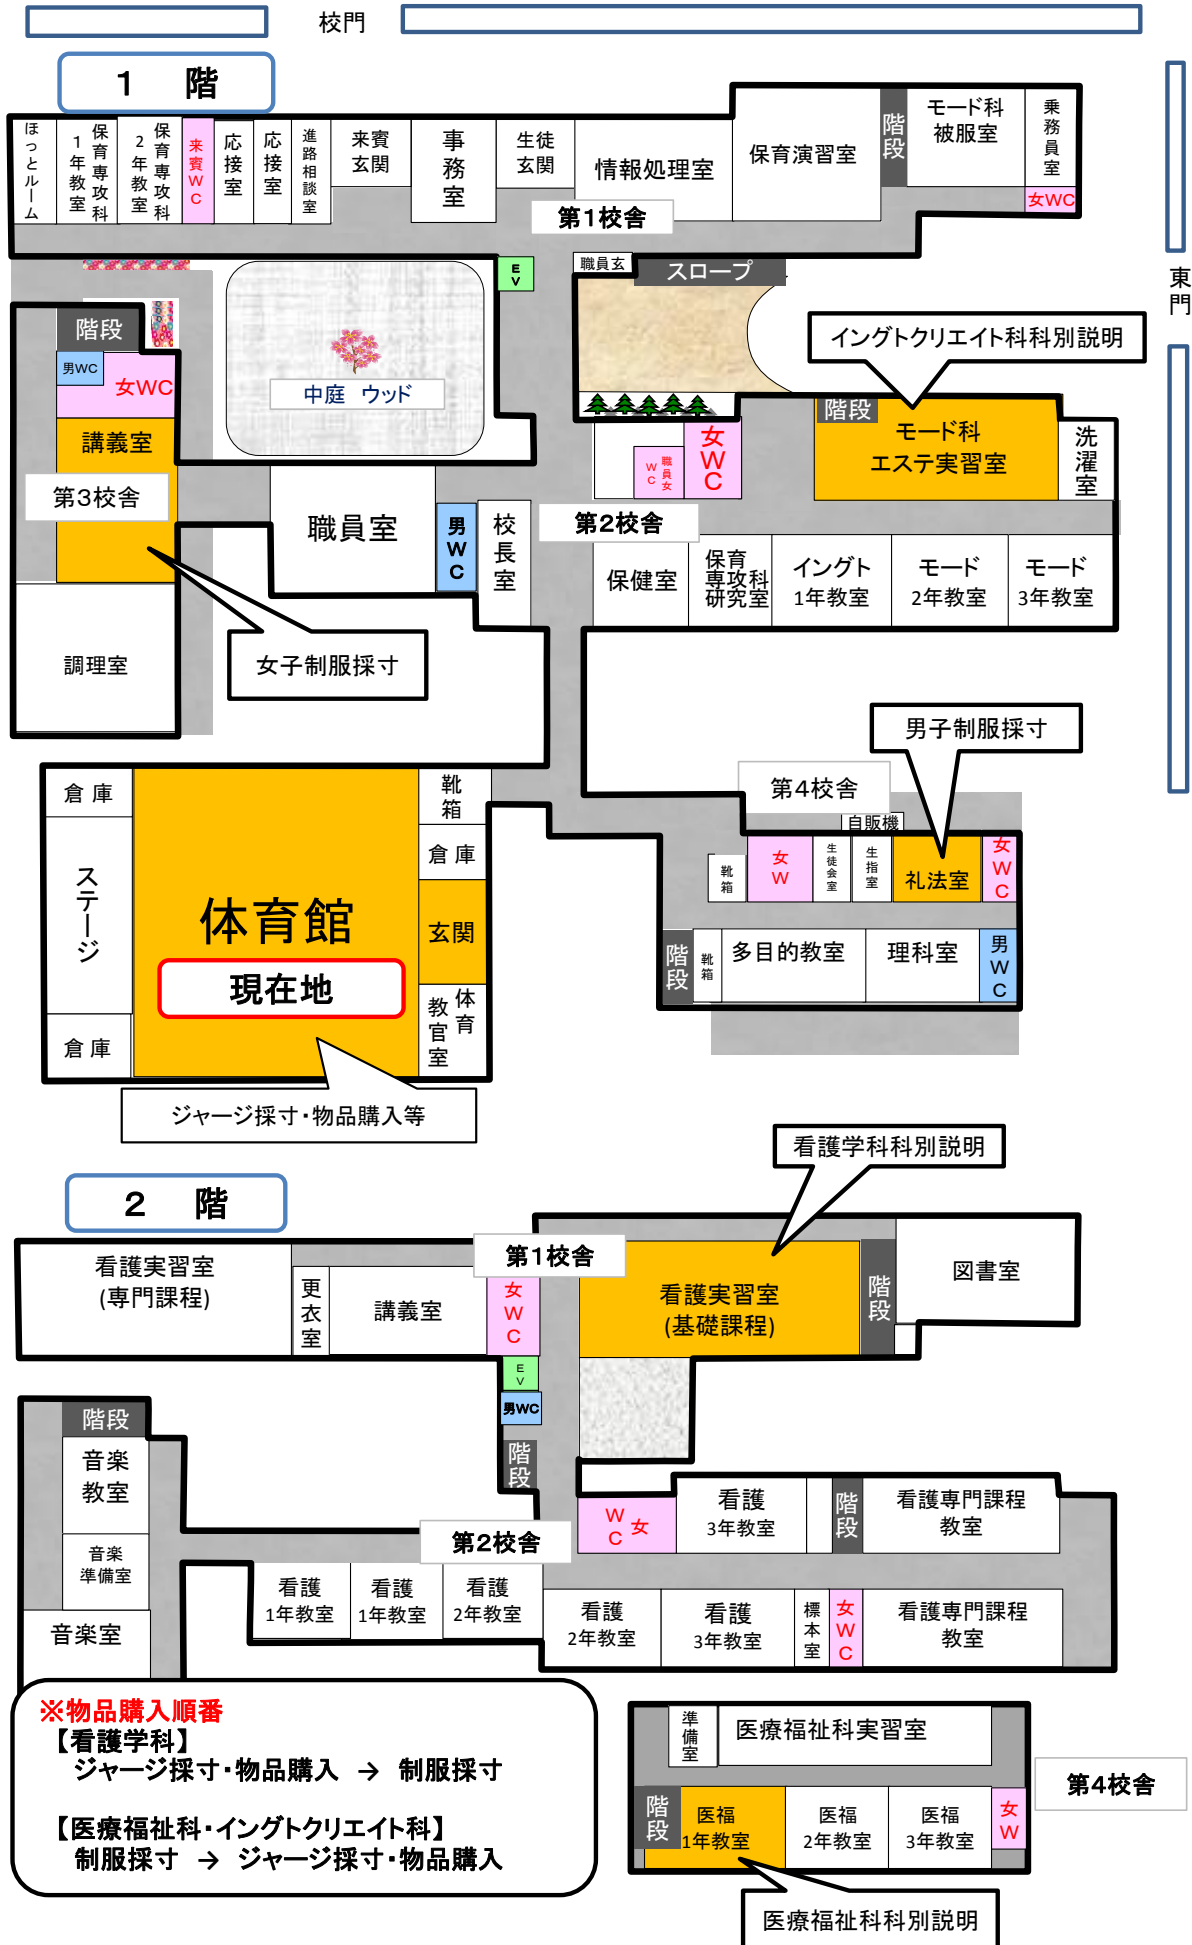 校門
1 階
ほっとルーム
保育専攻科
1年教室
保育専攻科
2年教室
来賓WC
応接室
応接室
進路相談室
来賓
玄関
事務室
生徒
玄関
情報処理室
保育演習室
階段
モード科
被服室
乗務員室
女WC
第1校舎
東門
EV
職員玄
スロープ
階段
男WC
女WC
中庭 ウッド
イングトクリエイト科科別説明
講義室
第3校舎
職員女
WC
女WC
階段
モード科
エステ実習室
洗濯室
職員室
男WC
校長室
第2校舎
保健室
保育
専攻科
研究室
イングト
1年教室
モード
2年教室
モード
3年教室
調理室
女子制服採寸
男子制服採寸
倉庫
ステージ
倉庫
体育館
現在地
靴箱
倉庫
玄関
体育
教官室
ジャージ採寸・物品購入等
第4校舎
自販機
靴箱
女W
生徒会室
生指室
礼法室
女WC
階段
靴箱
多目的教室
理科室
男WC
看護学科科別説明
2 階
看護実習室
(専門課程)
更衣室
講義室
女WC
第1校舎
看護実習室
(基礎課程)
階段
図書室
EV
男WC
階段
階段
音楽
教室
音楽
準備室
音楽室
第2校舎
女
WC
看護
3年教室
階段
看護専門課程
教室
看護
1年教室
看護
1年教室
看護
2年教室
看護
2年教室
看護
3年教室
標本室
女WC
看護専門課程
教室
※物品購入順番
【看護学科】
ジャージ採寸・物品購入 → 制服採寸
【医療福祉科・イングトクリエイト科】
制服採寸 → ジャージ採寸・物品購入
準備室
医療福祉科実習室
第4校舎
階段
医福
1年教室
医福
2年教室
医福
3年教室
女W
医療福祉科科別説明